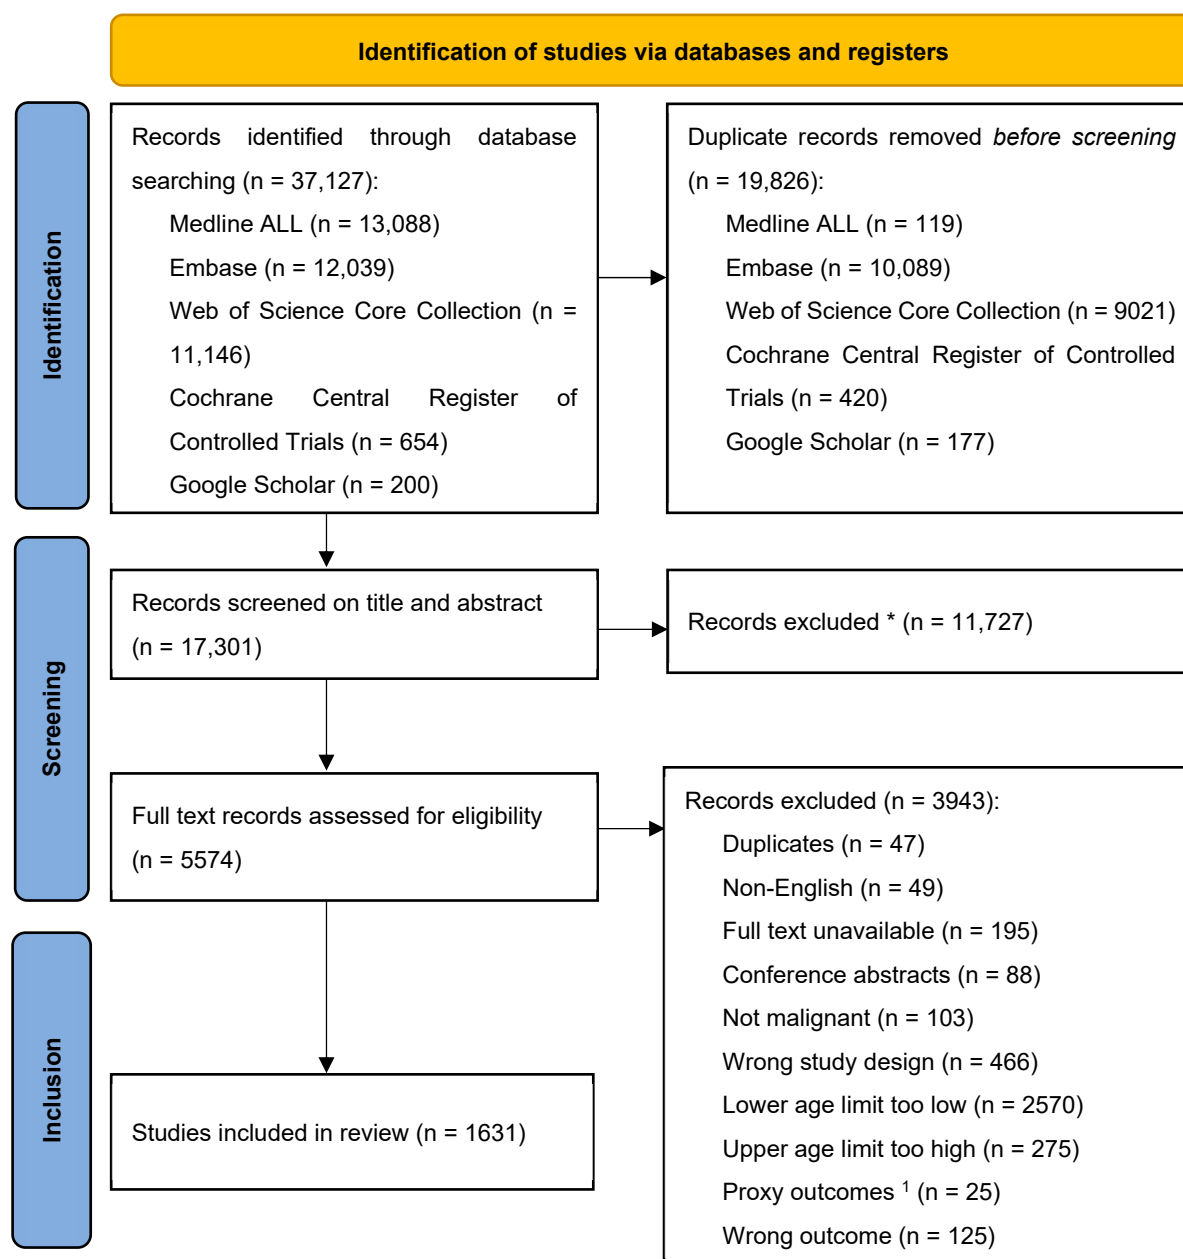 Identification of studies via databases and registers
Identification
Records identified through database
searching (n = 37,127):
Medline ALL (n = 13,088)
Embase (n = 12,039)
Web of Science Core Collection (n =
11,146)
Cochrane Central Register of
Controlled Trials (n = 654)
Google Scholar (n = 200)
Duplicate records removed before screening
(n = 19,826):
Medline ALL (n = 119)
Embase (n = 10,089)
Web of Science Core Collection (n = 9021)
Cochrane Central Register of Controlled
Trials (n = 420)
Google Scholar (n = 177)
Screening
Records screened on title and abstract
(n = 17,301)
Records excluded * (n = 11,727)
Full text records assessed for eligibility
(n = 5574)
Records excluded (n = 3943):
Duplicates (n = 47)
Non-English (n = 49)
Full text unavailable (n = 195)
Conference abstracts (n = 88)
Not malignant (n = 103)
Wrong study design (n = 466)
Lower age limit too low (n = 2570)
Upper age limit too high (n = 275)
Proxy outcomes ¹ (n = 25)
Wrong outcome (n = 125)
Inclusion
Studies included in review (n = 1631)